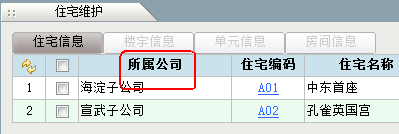 住宅维护
住宅信息 楼宇信息 单元信息 房间信息
所属公司 住宅编码 住宅名称
1 海淀子公司 A01 中东首座
2 宣武子公司 A02 孔雀英国宫